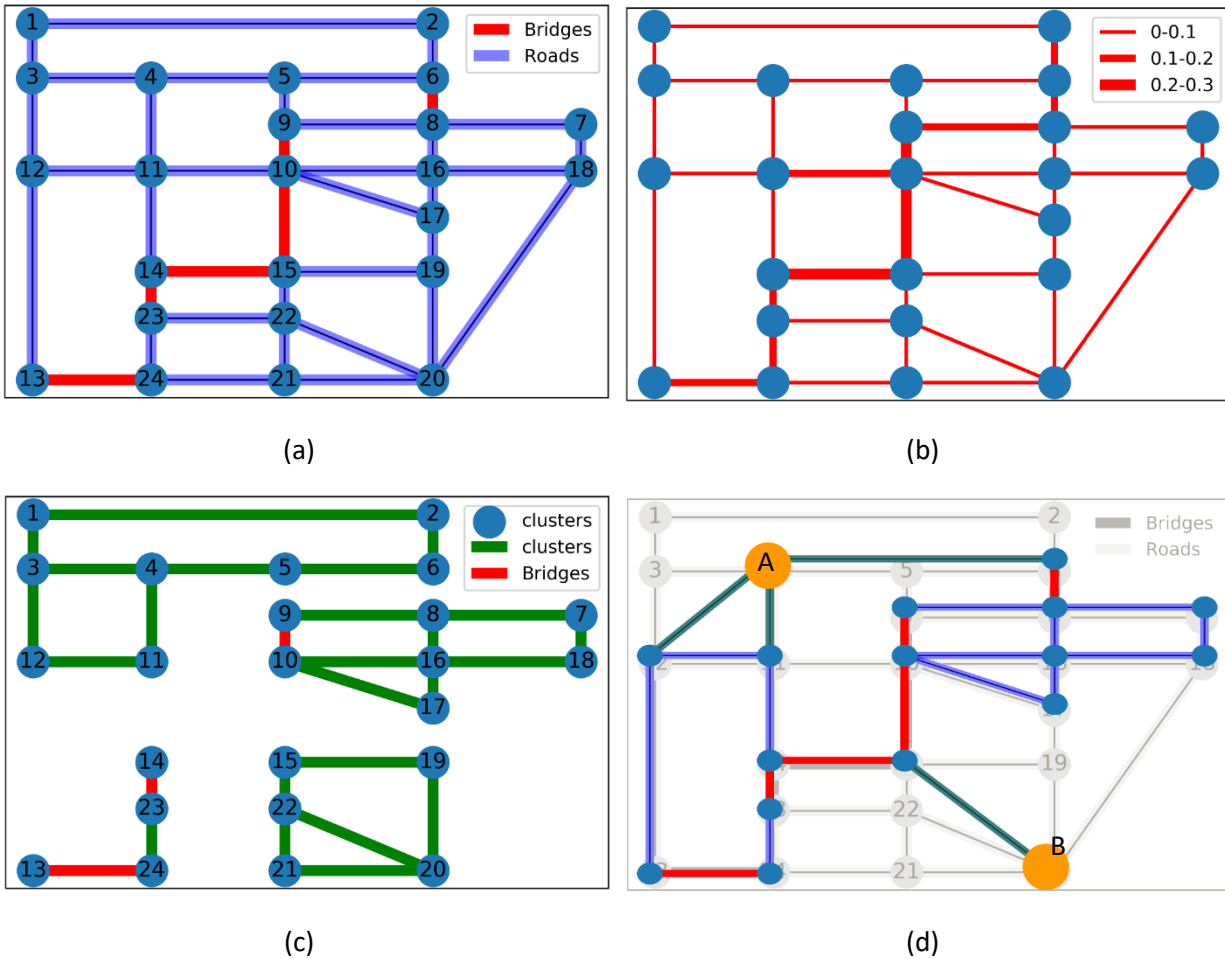 1 2 Bridges
Roads
3 4 5 6
9 8 7
12 11 10 16 18
17
14 15 19
23 22
13 24 21 20
(a)
0-0.1
0.1-0.2
0.2-0.3
(b)
1 2 clusters
clusters
Bridges
3 4 5 6
9 8 7
12 11 10 16 18
17
14 15 19
23 22
13 24 21 20
(c)
1 2 Bridges
Roads
A
3 5
18
19
22
B
21
(d)